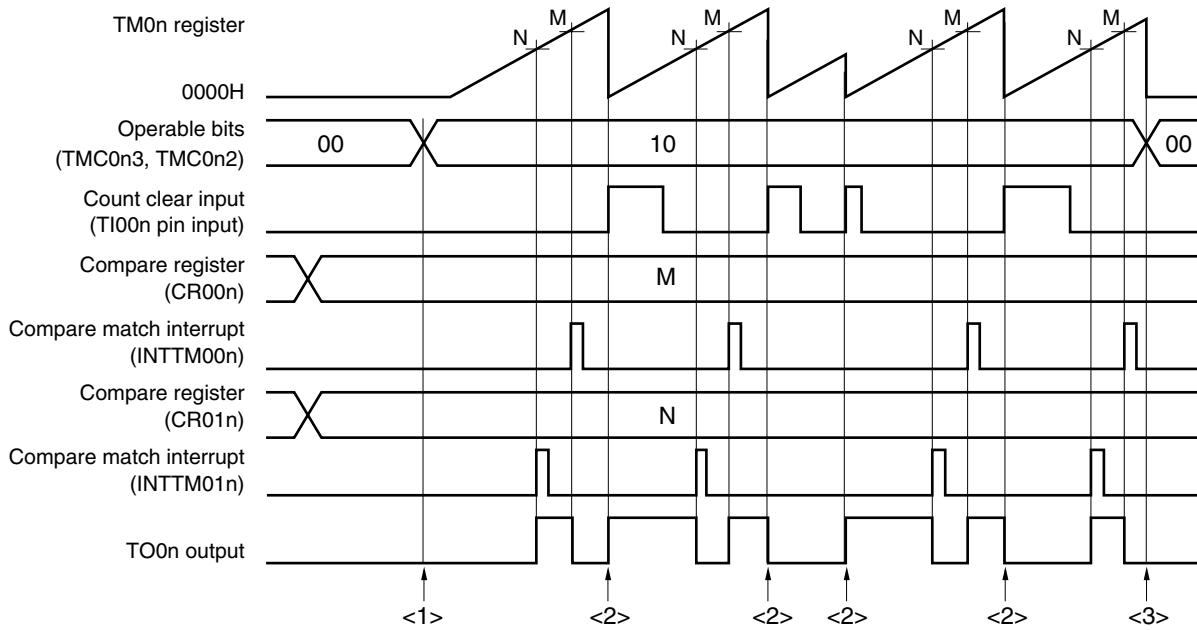 TM0n register
N M N M N M N M
0000H
Operable bits
(TMC0n3, TMC0n2)
00 10 00
Count clear input
(TI00n pin input)
Compare register
(CR00n)
M
Compare match interrupt
(INTTM00n)
Compare register
(CR01n)
N
Compare match interrupt
(INTTM01n)
TO0n output
<1> <2> <2> <2> <2> <3>